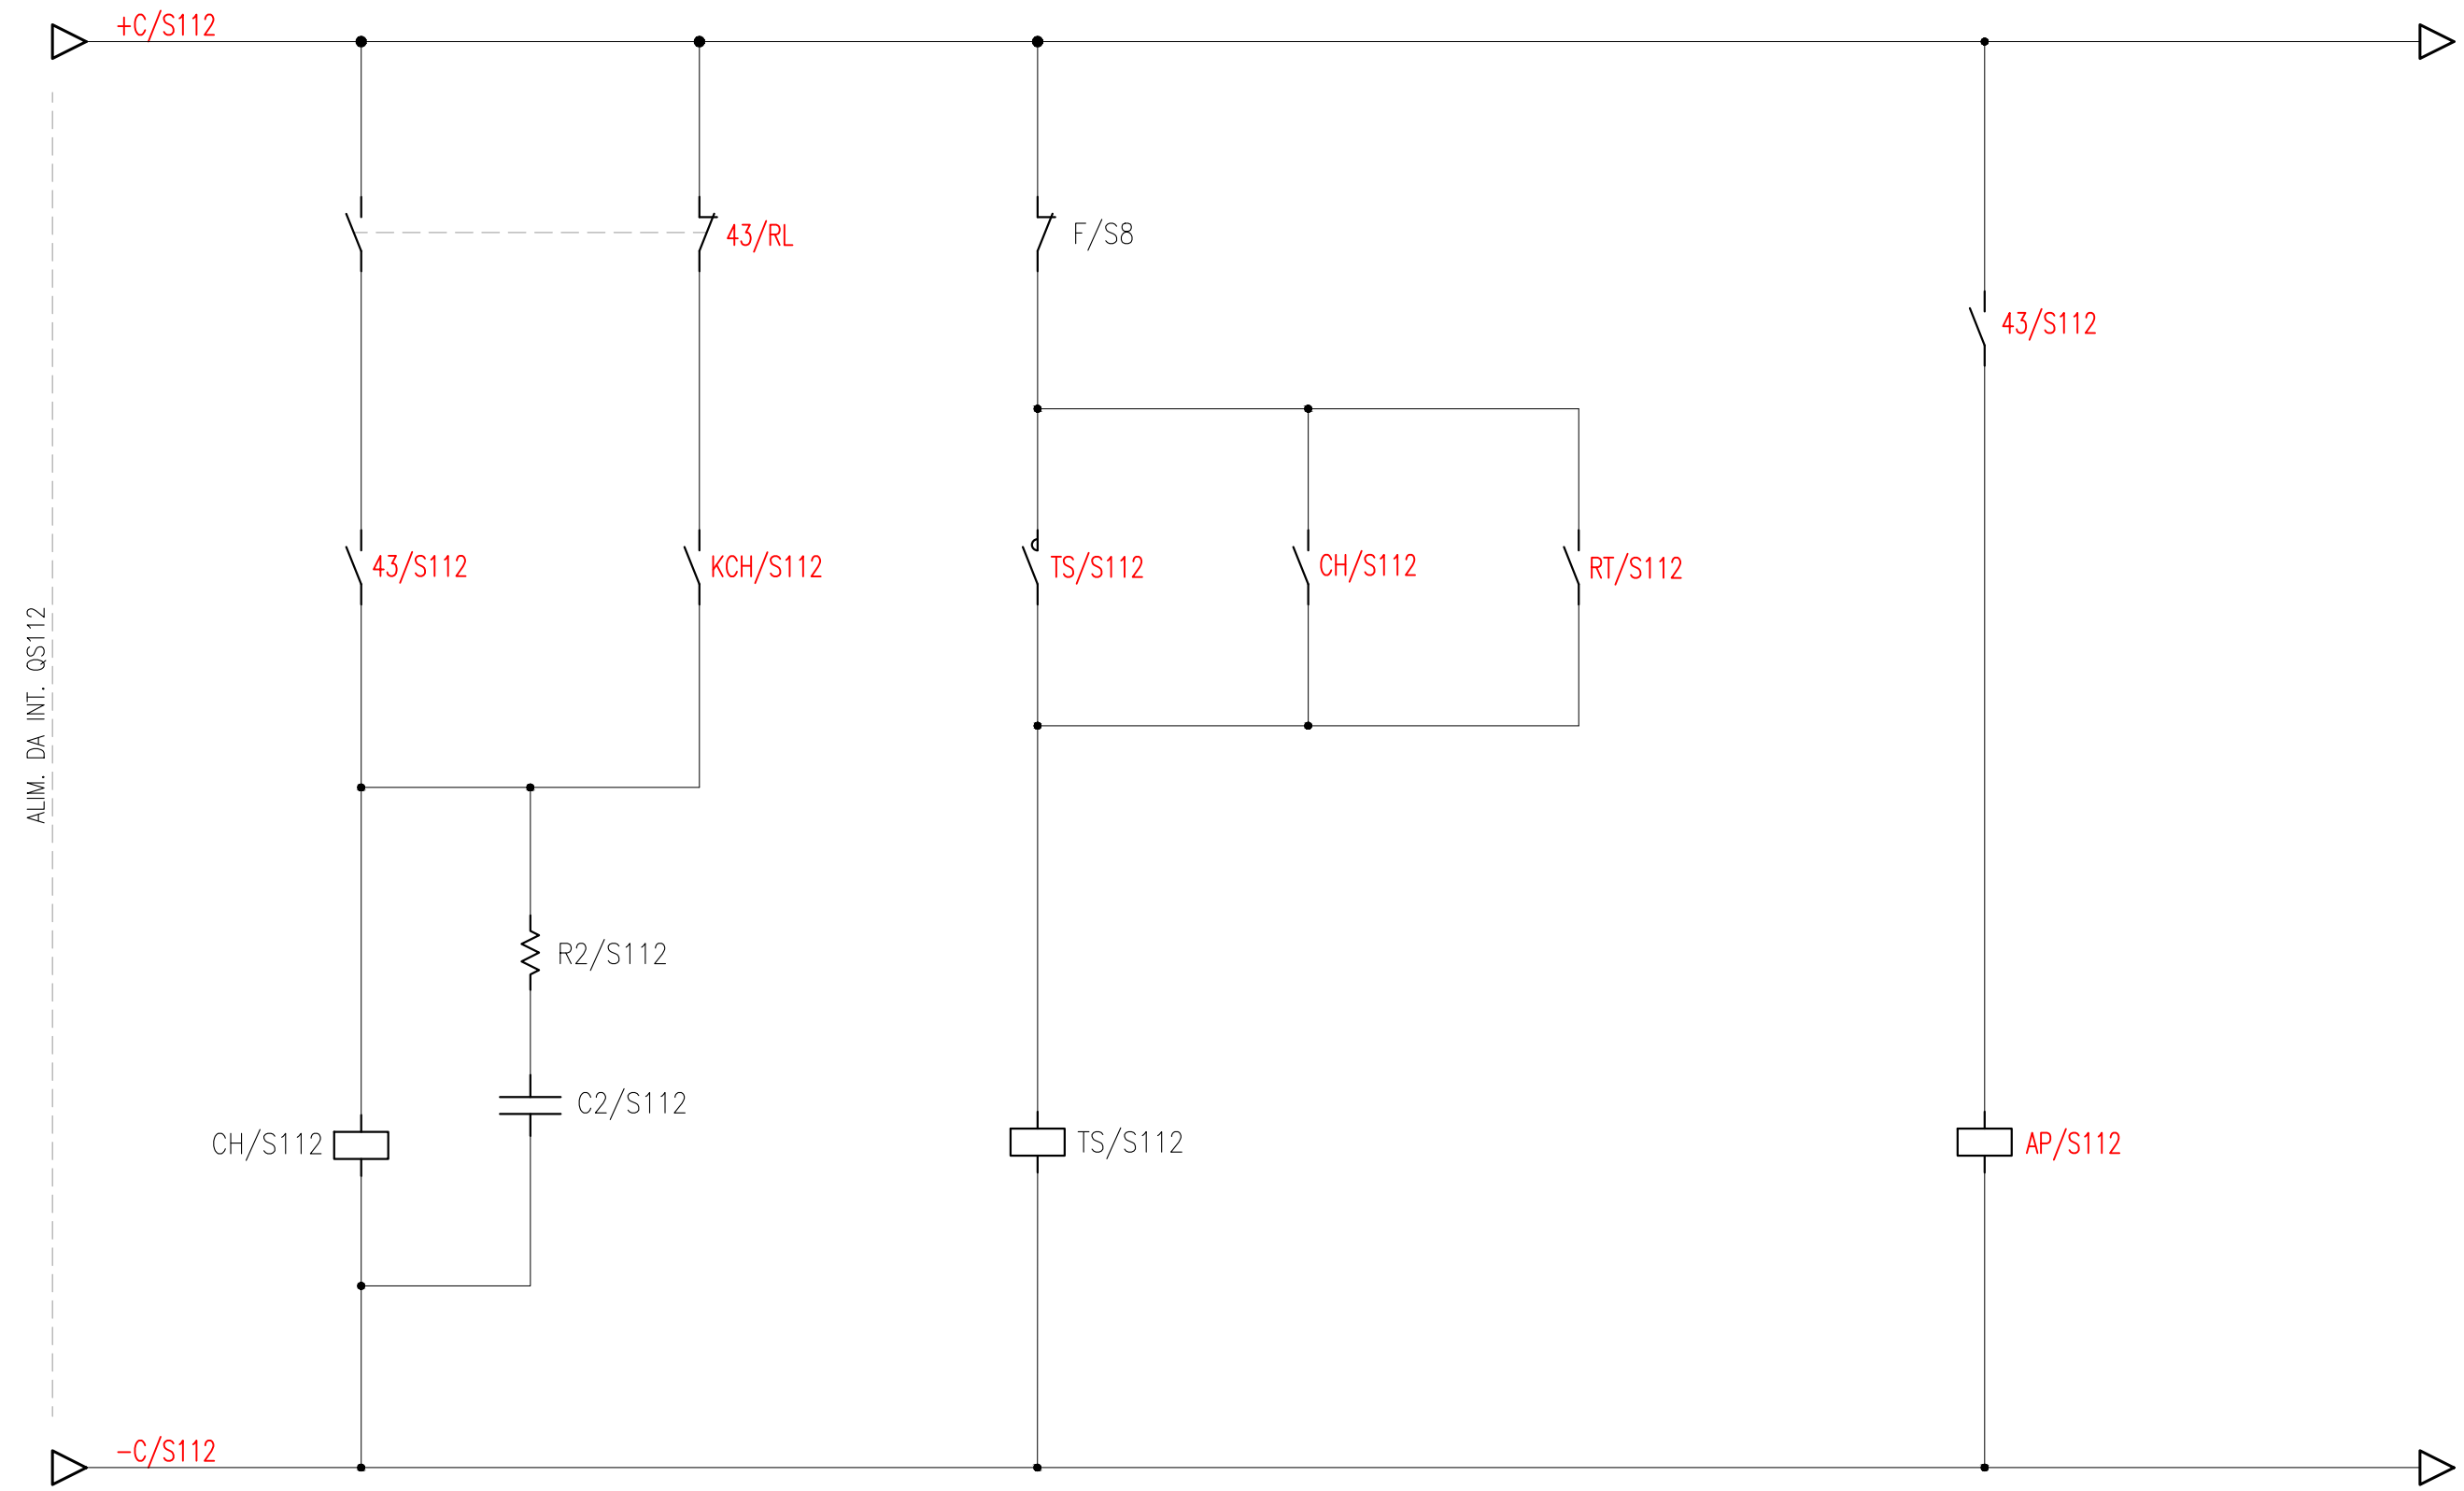 +C/S112
43/RL
F/S8
43/S112
43/S112
KCH/S112
TS/S112
CH/S112
RT/S112
ALIM. DA INT. QS112
R2/S112
C2/S112
CH/S112
TS/S112
AP/S112
-C/S112